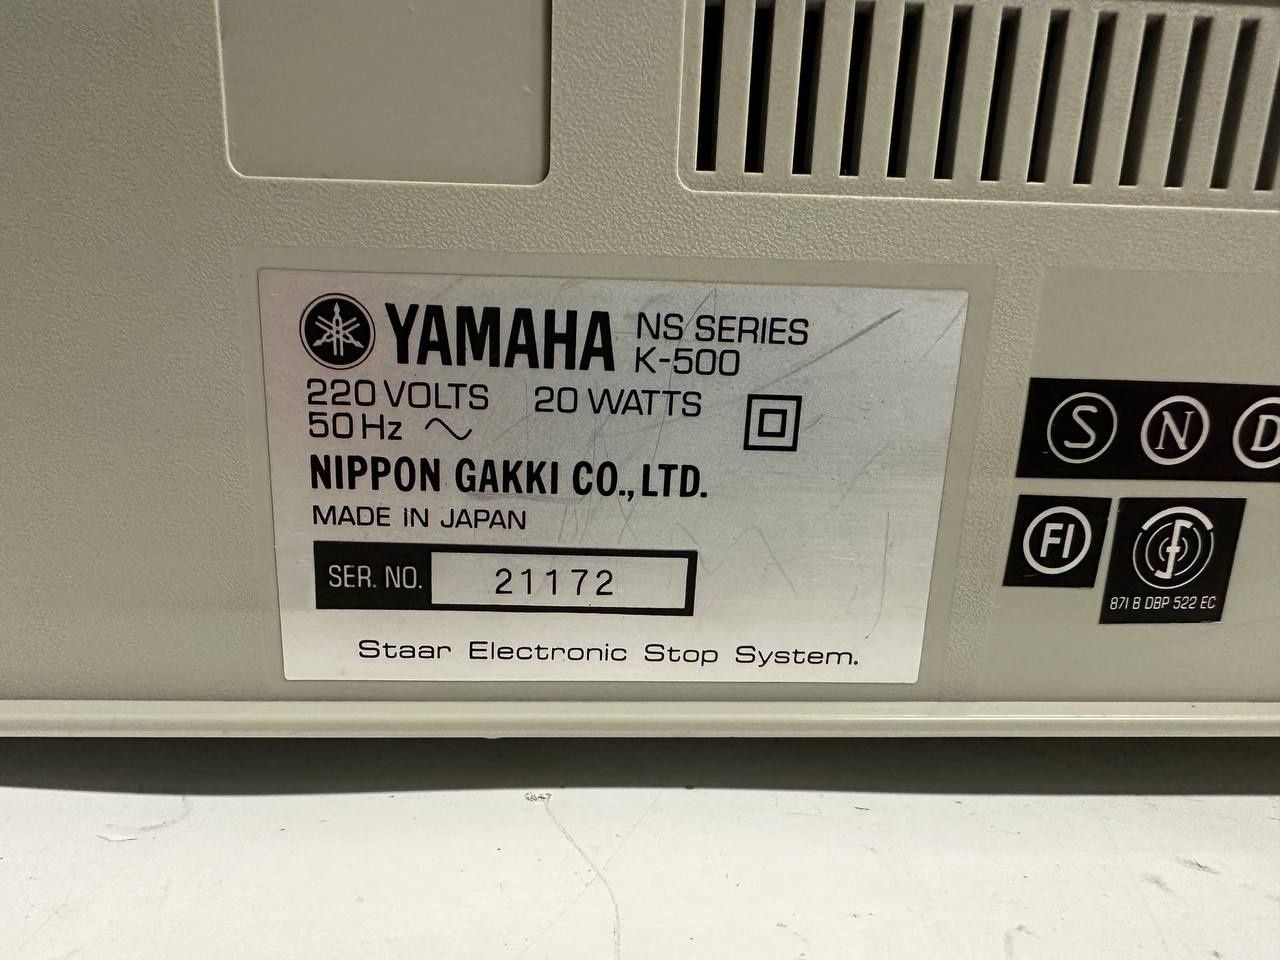 YAMAHA NS SERIES
K-500
220 VOLTS 20 WATTS
50 Hz
NIPPON GAKKI CO., LTD.
MADE IN JAPAN
SER. NO. 21172
Staar Electronic Stop System.
S N D
FI
871 B DBP 522 EC